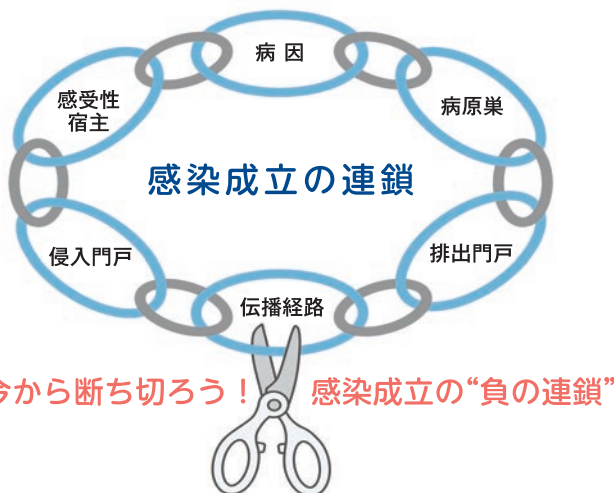 病 因
感受性
宿主
病原巣
感染成立の連鎖
侵入門戸
排出門戸
伝播経路
今から断ち切ろう! 感染成立の“負の連鎖”